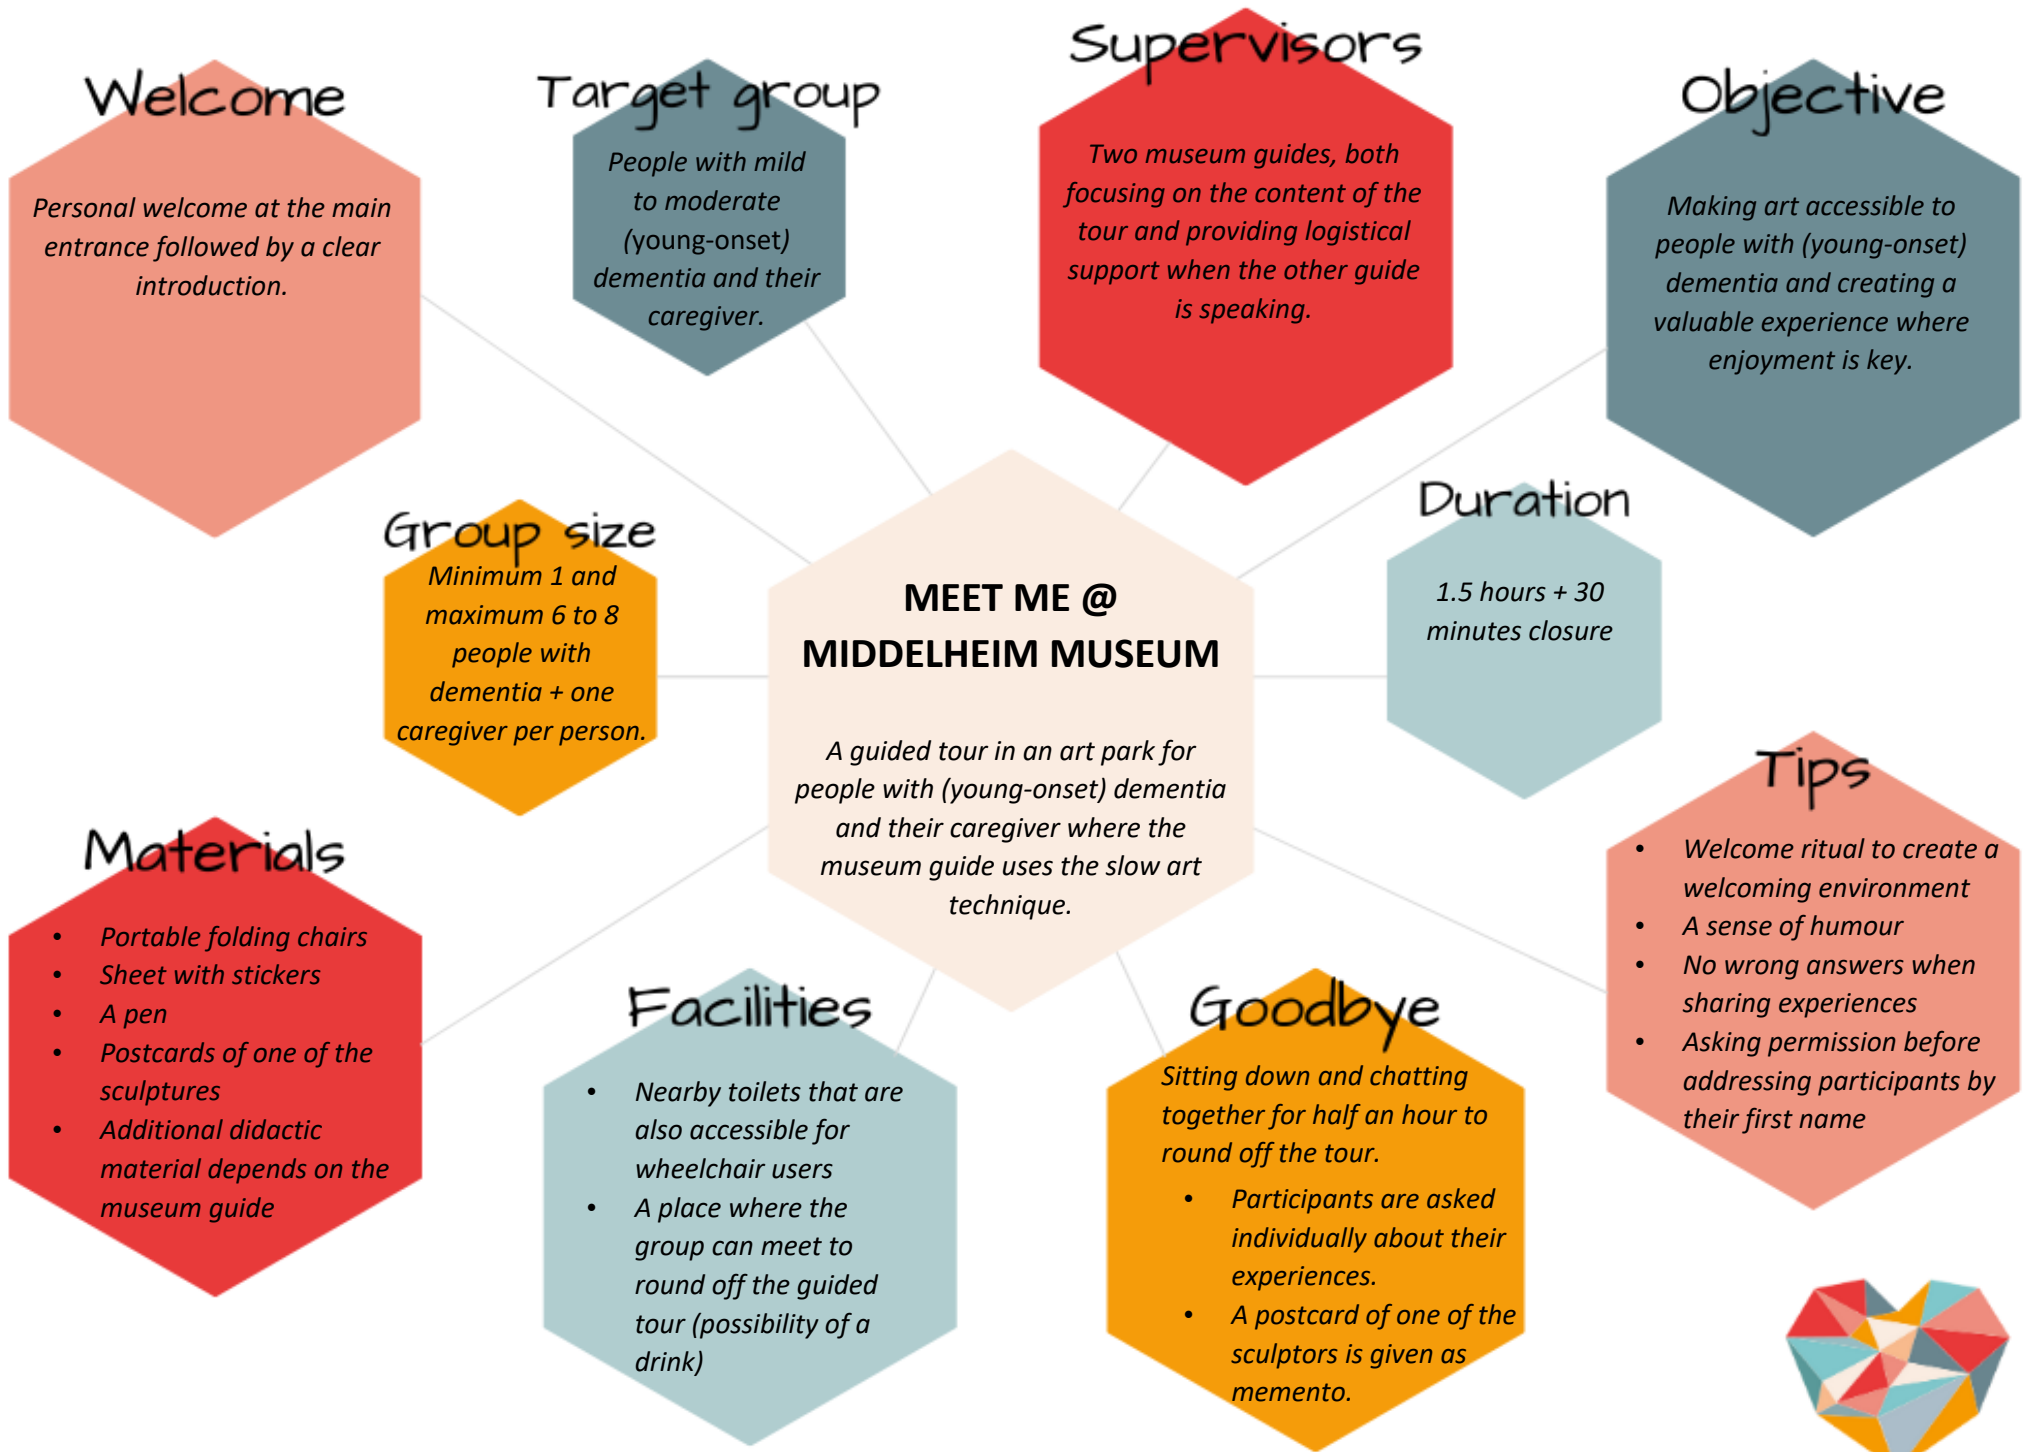 Welcome
Personal welcome at the main
entrance followed by a clear
introduction.
Target group
People with mild
to moderate
(young-onset)
dementia and their
caregiver.
Supervisors
Two museum guides, both
focusing on the content of the
tour and providing logistical
support when the other guide
is speaking.
Objective
Making art accessible to
people with (young-onset)
dementia and creating a
valuable experience where
enjoyment is key.
Group size
Minimum 1 and
maximum 6 to 8
people with
dementia + one
caregiver per person.
MEET ME @
MIDDELHEIM MUSEUM
A guided tour in an art park for
people with (young-onset) dementia
and their caregiver where the
museum guide uses the slow art
technique.
Duration
1.5 hours + 30
minutes closure
Materials
• Portable folding chairs
• Sheet with stickers
• A pen
• Postcards of one of the
sculptures
• Additional didactic
material depends on the
museum guide
Facilities
• Nearby toilets that are
also accessible for
wheelchair users
• A place where the
group can meet to
round off the guided
tour (possibility of a
drink)
Goodbye
Sitting down and chatting
together for half an hour to
round off the tour.
• Participants are asked
individually about their
experiences.
• A postcard of one of the
sculptors is given as
memento.
Tips
• Welcome ritual to create a
welcoming environment
• A sense of humour
• No wrong answers when
sharing experiences
• Asking permission before
addressing participants by
their first name